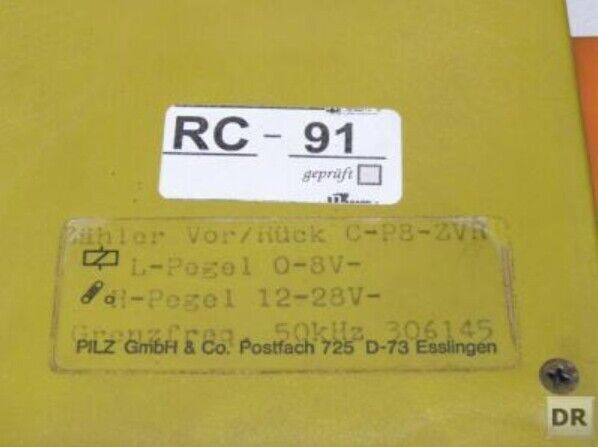 RC - 91
geprüft
Zähler Vor/Rück C-P8-ZVR
L-Pegel 0-8V-
H-Pegel 12-28V-
Grenzfreq. 50kHz 306145
PILZ GmbH & Co. Postfach 725 D-73 Esslingen
DR